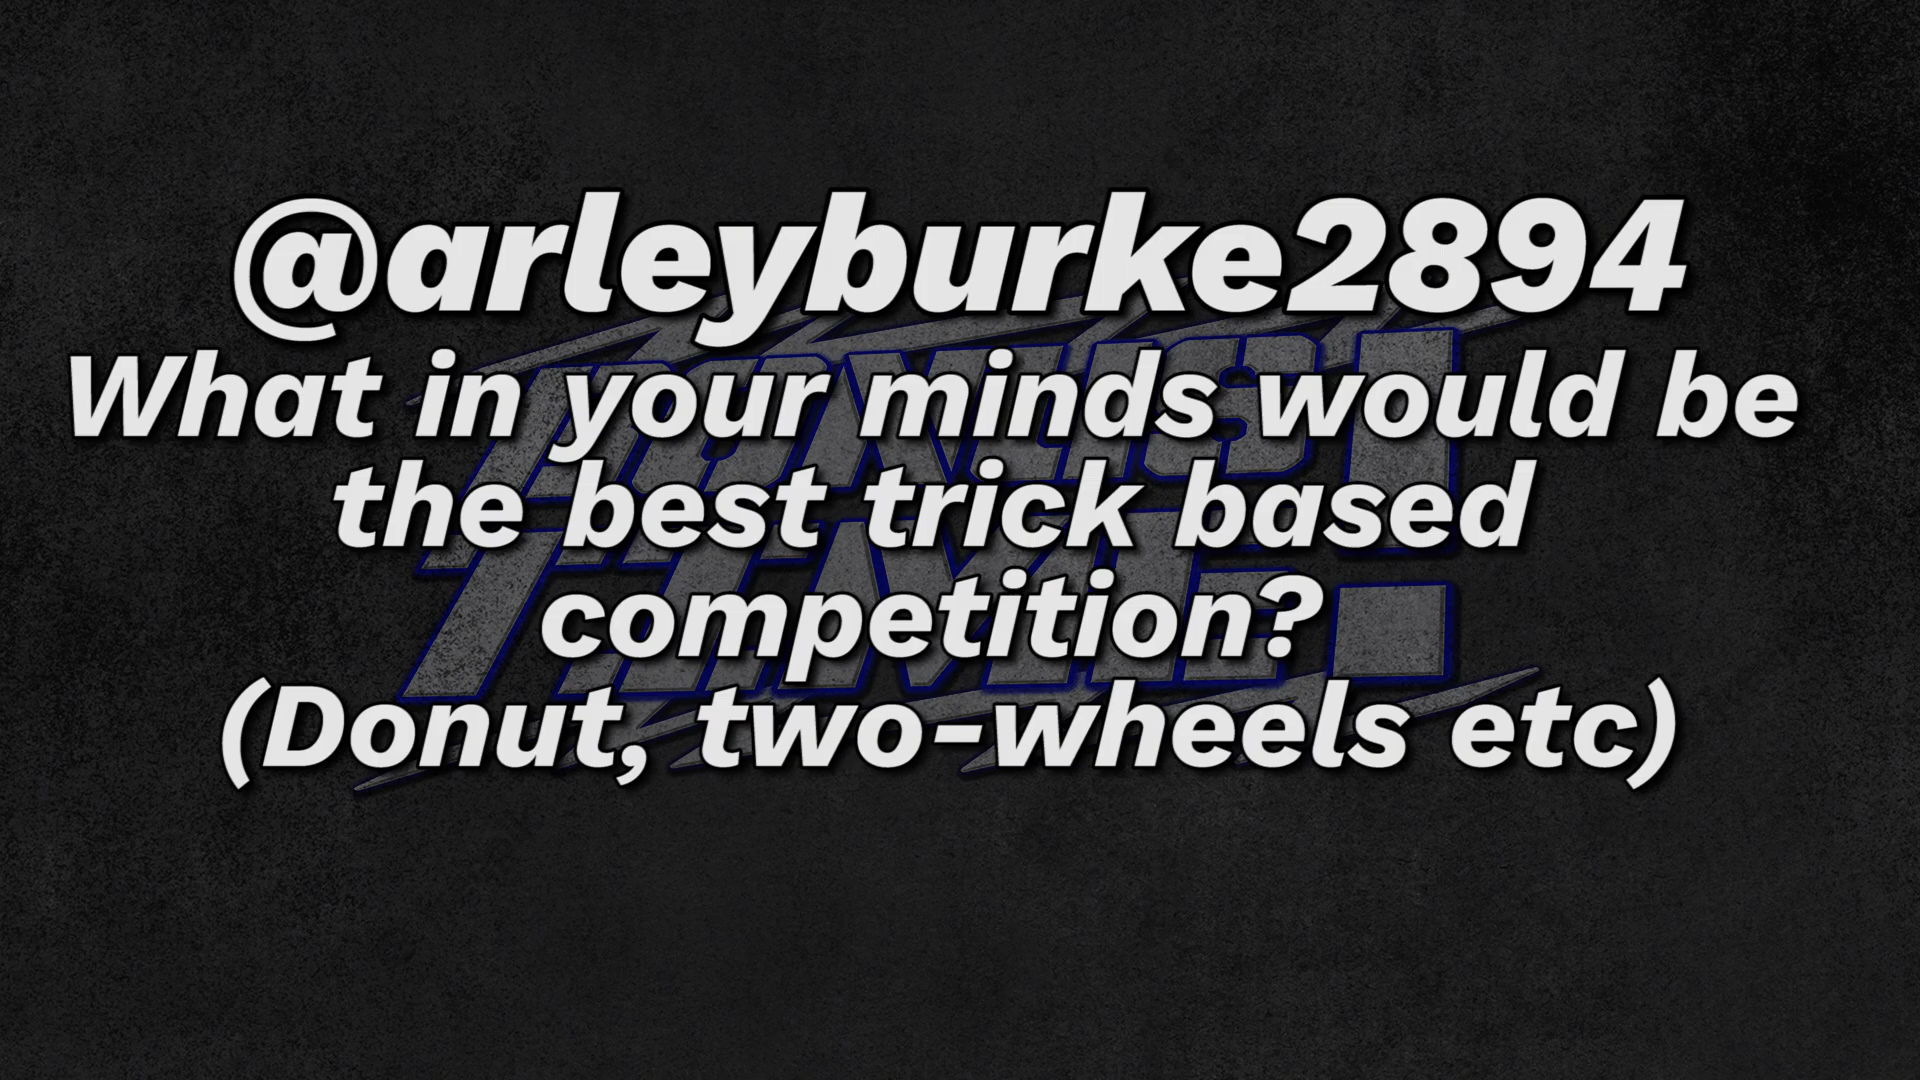 @arleyburke2894
What in your minds would be
the best trick based
competition?
(Donut, two-wheels etc)